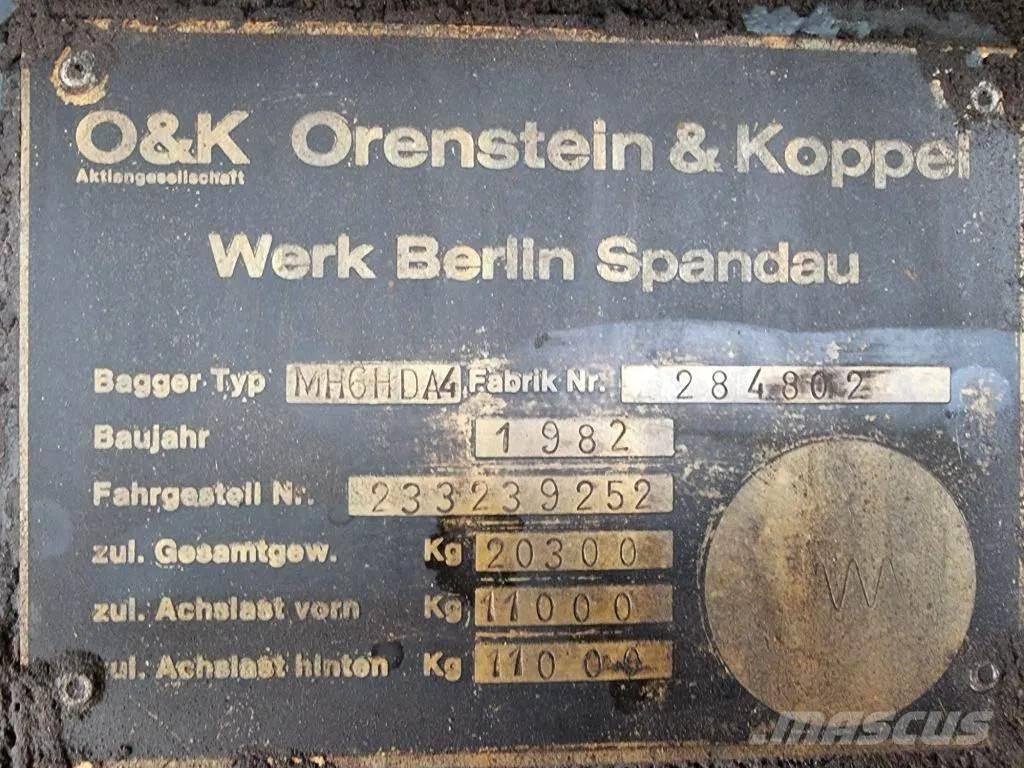 O&K Orenstein & Koppel
Aktiengesellschaft
Werk Berlin Spandau
Bagger Typ MH6HDA4 Fabrik Nr. 284802
Baujahr 1982
Fahrgestell Nr. 233239252
zul. Gesamtgew. Kg 20300
zul. Achslast vorn Kg 11000
zul. Achslast hinten Kg 11000
W
mascus